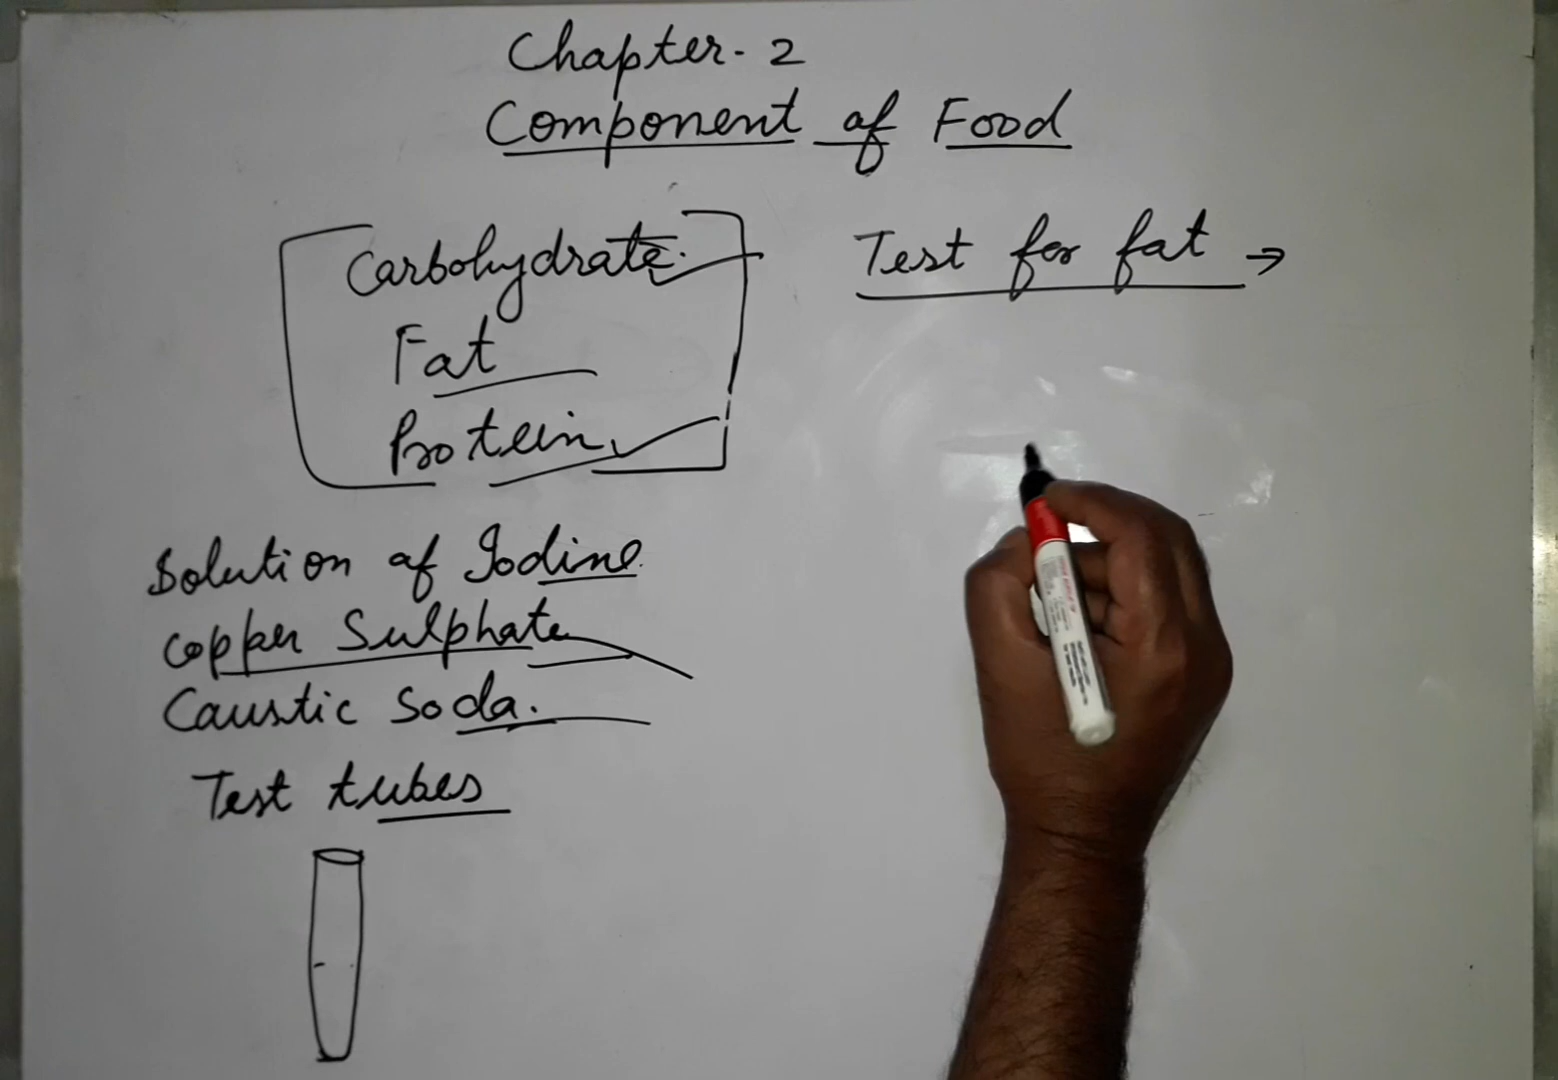 Chapter - 2
Component of Food
Carbohydrate.
Fat
Protein
Solution of Iodine
Copper Sulphate
Caustic Soda.
Test tubes
Test for fat →